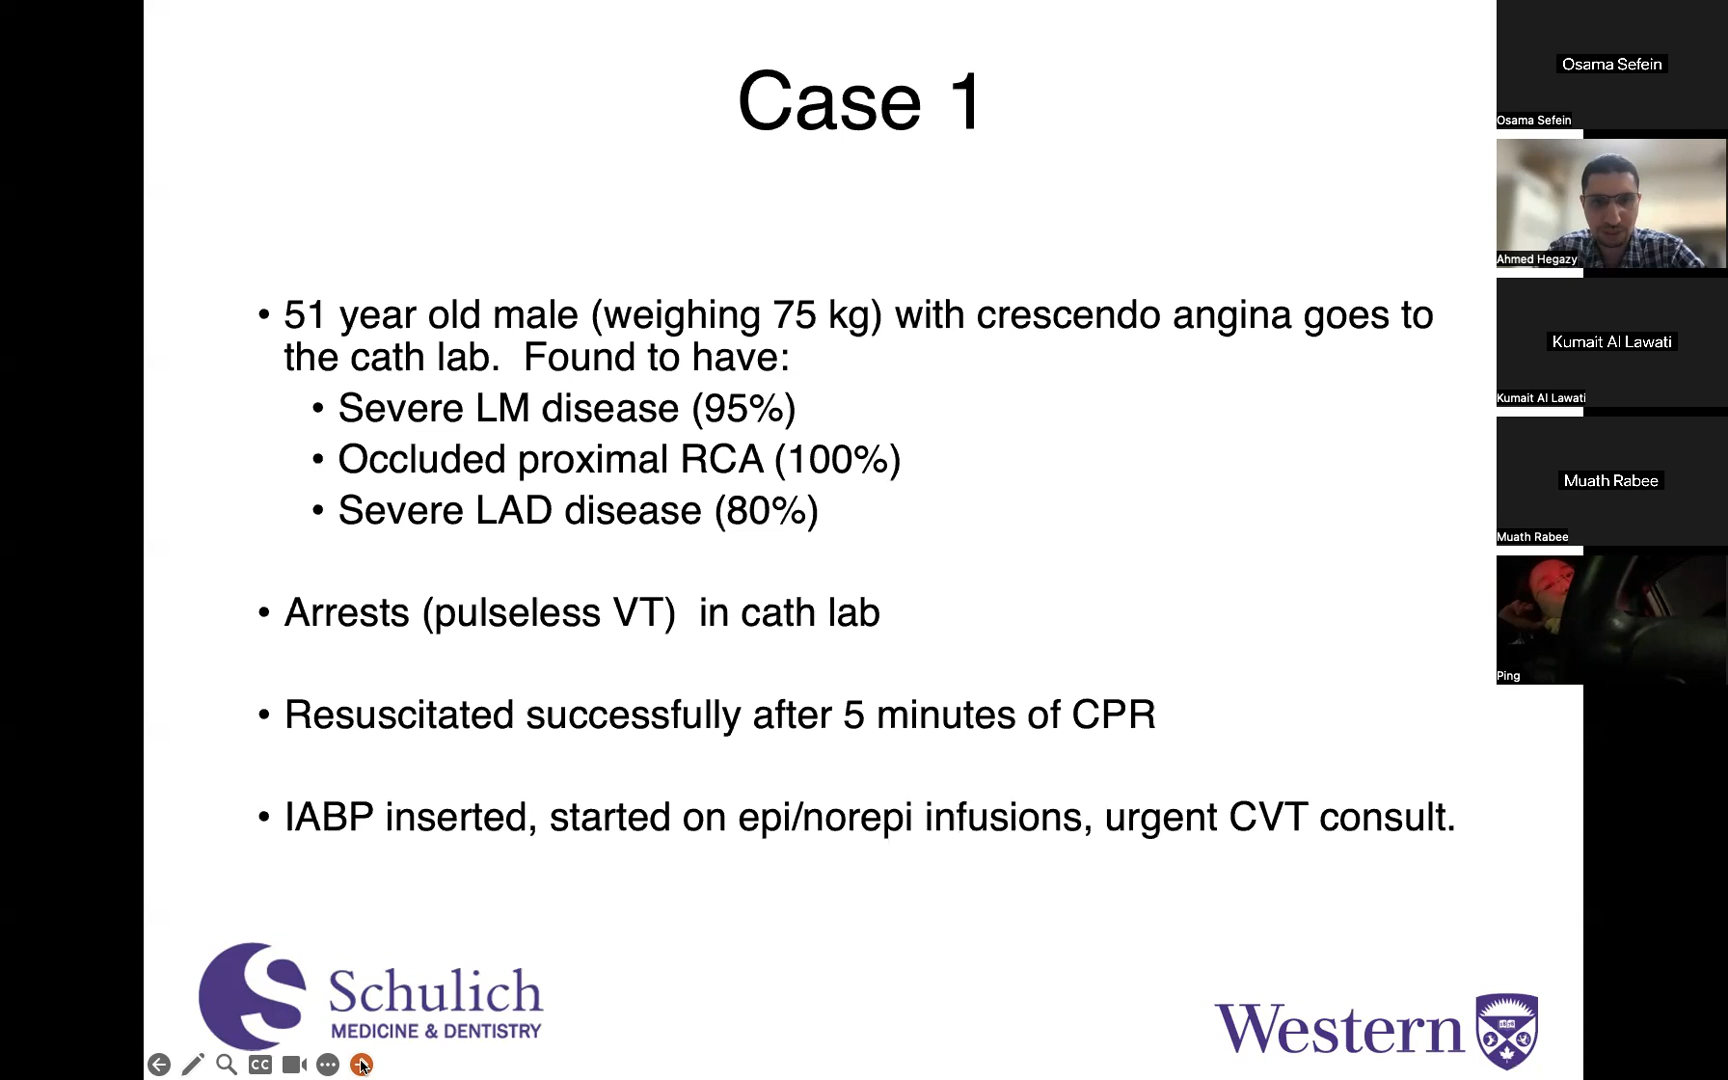 Case 1
• 51 year old male (weighing 75 kg) with crescendo angina goes to
the cath lab.  Found to have:
• Severe LM disease (95%)
• Occluded proximal RCA (100%)
• Severe LAD disease (80%)
• Arrests (pulseless VT)  in cath lab
• Resuscitated successfully after 5 minutes of CPR
• IABP inserted, started on epi/norepi infusions, urgent CVT consult.
Schulich
MEDICINE & DENTISTRY
Western
CC
Osama Sefein
Osama Sefein
Ahmed Hegazy
Kumait Al Lawati
Kumait Al Lawati
Muath Rabee
Muath Rabee
Ping